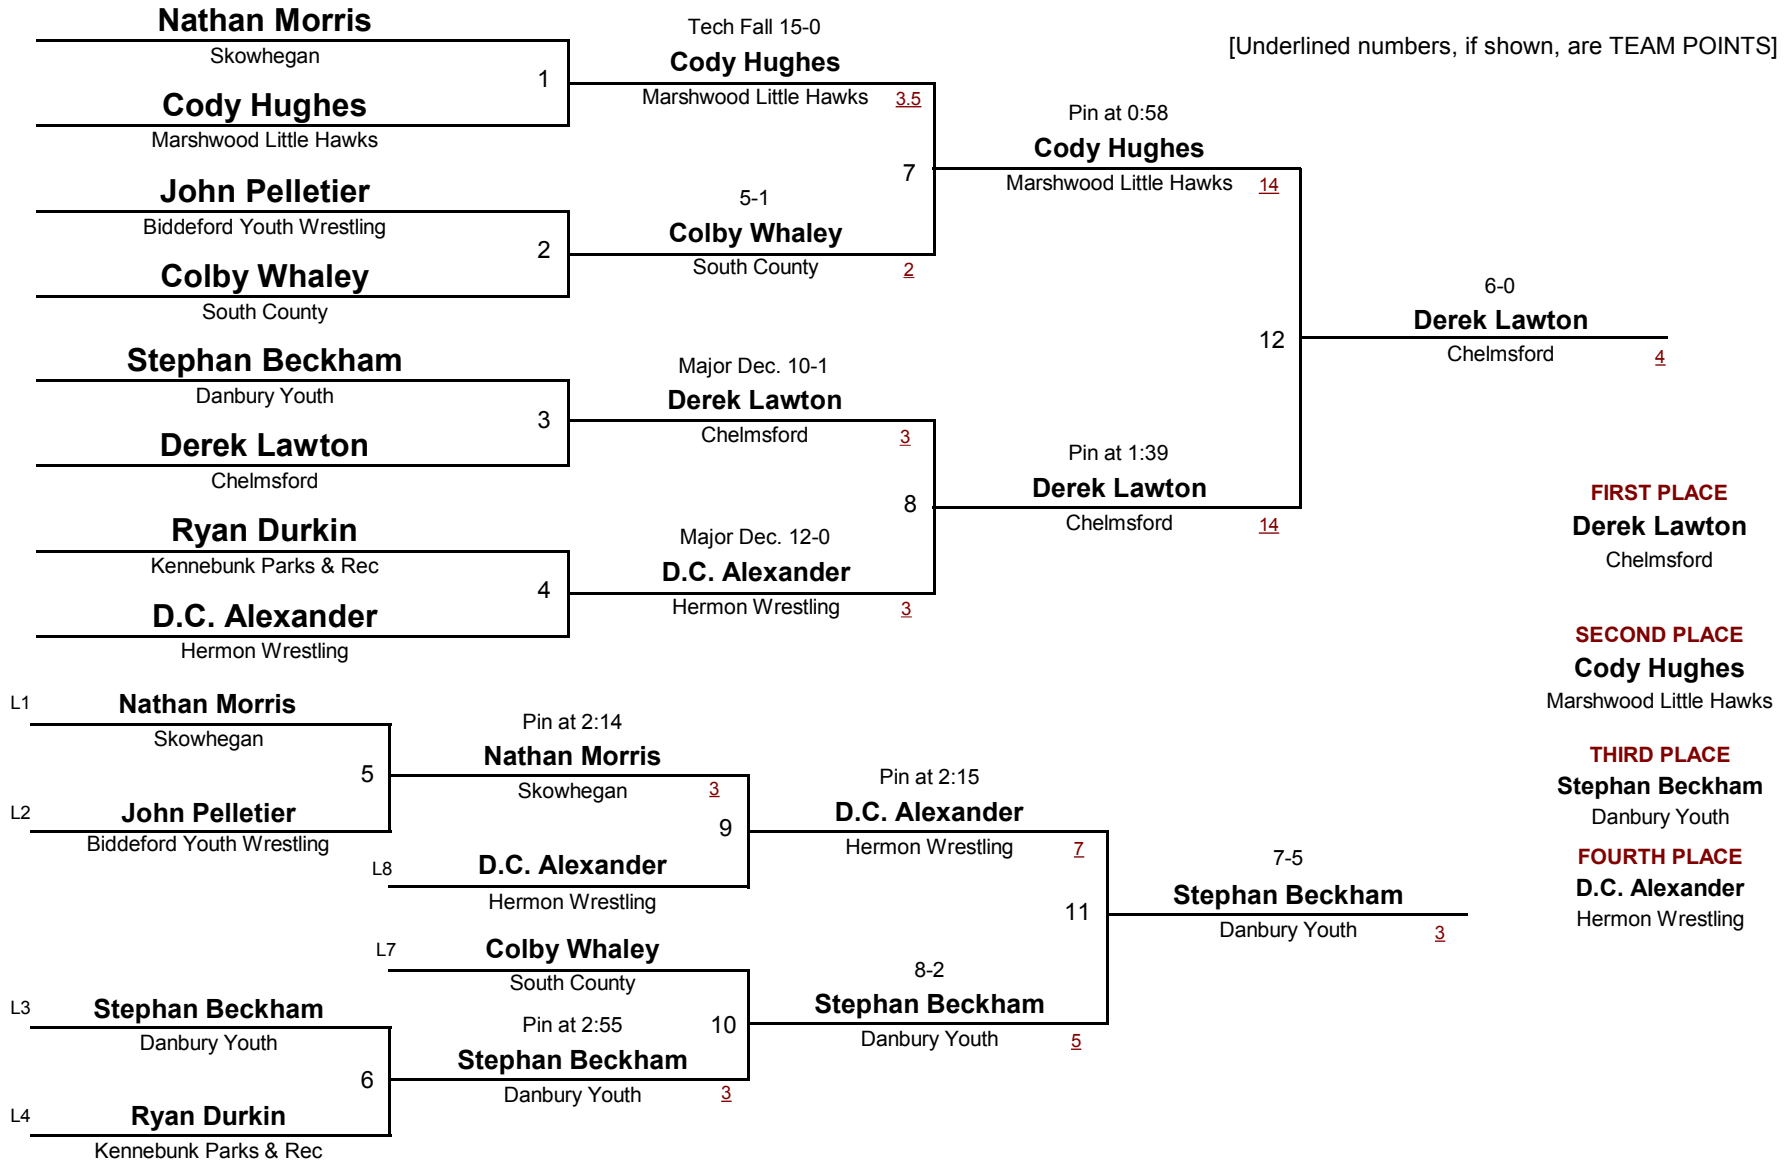 Nathan Morris
Skowhegan
1
Cody Hughes
Marshwood Little Hawks
John Pelletier
Biddeford Youth Wrestling
2
Colby Whaley
South County
Stephan Beckham
Danbury Youth
3
Derek Lawton
Chelmsford
Ryan Durkin
Kennebunk Parks & Rec
4
D.C. Alexander
Hermon Wrestling
Tech Fall 15-0
Cody Hughes
Marshwood Little Hawks 3.5
7
5-1
Colby Whaley
South County 2
Major Dec. 10-1
Derek Lawton
Chelmsford 3
8
Major Dec. 12-0
D.C. Alexander
Hermon Wrestling 3
[Underlined numbers, if shown, are TEAM POINTS]
Pin at 0:58
Cody Hughes
Marshwood Little Hawks 14
12
Pin at 1:39
Derek Lawton
Chelmsford 14
6-0
Derek Lawton
Chelmsford 4
FIRST PLACE
Derek Lawton
Chelmsford
SECOND PLACE
Cody Hughes
Marshwood Little Hawks
THIRD PLACE
Stephan Beckham
Danbury Youth
FOURTH PLACE
D.C. Alexander
Hermon Wrestling
L1 Nathan Morris
Skowhegan
5
L2 John Pelletier
Biddeford Youth Wrestling
Pin at 2:14
Nathan Morris
Skowhegan 3
9
L8 D.C. Alexander
Hermon Wrestling
L7 Colby Whaley
South County
10
L3 Stephan Beckham
Danbury Youth
6
L4 Ryan Durkin
Kennebunk Parks & Rec
Pin at 2:55
Stephan Beckham
Danbury Youth 3
Pin at 2:15
D.C. Alexander
Hermon Wrestling 7
11
8-2
Stephan Beckham
Danbury Youth 5
7-5
Stephan Beckham
Danbury Youth 3